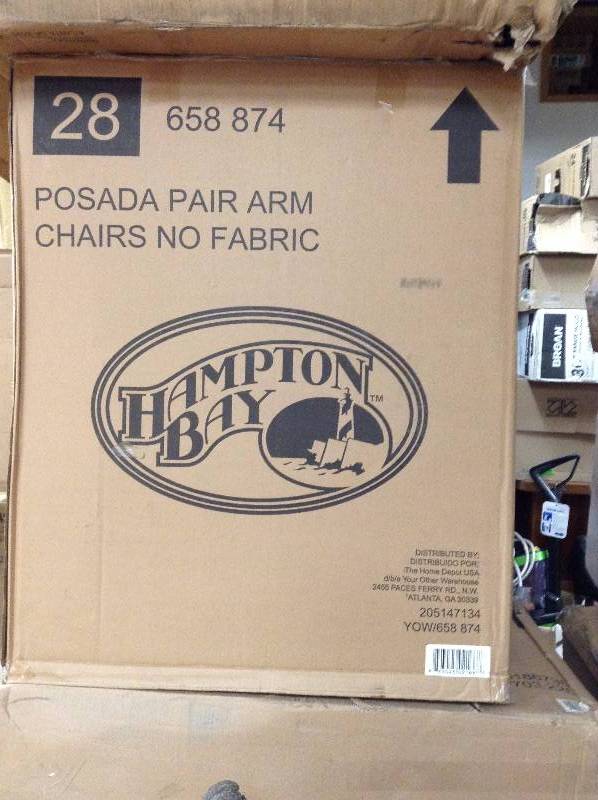 28
658 874
POSADA PAIR ARM
CHAIRS NO FABRIC
HAMPTON
BAY
TM
DISTRIBUTED BY:
DISTRIBUIDO POR:
The Home Depot USA
d/b/a Your Other Warehouse
2455 PACES FERRY RD., N.W.
ATLANTA, GA 30339
205147134
YOW/658 874
BROAN